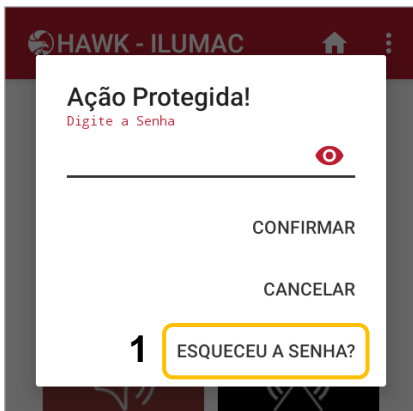 HAWK - ILUMAC
Ação Protegida!
Digite a Senha
CONFIRMAR
CANCELAR
1 ESQUECEU A SENHA?